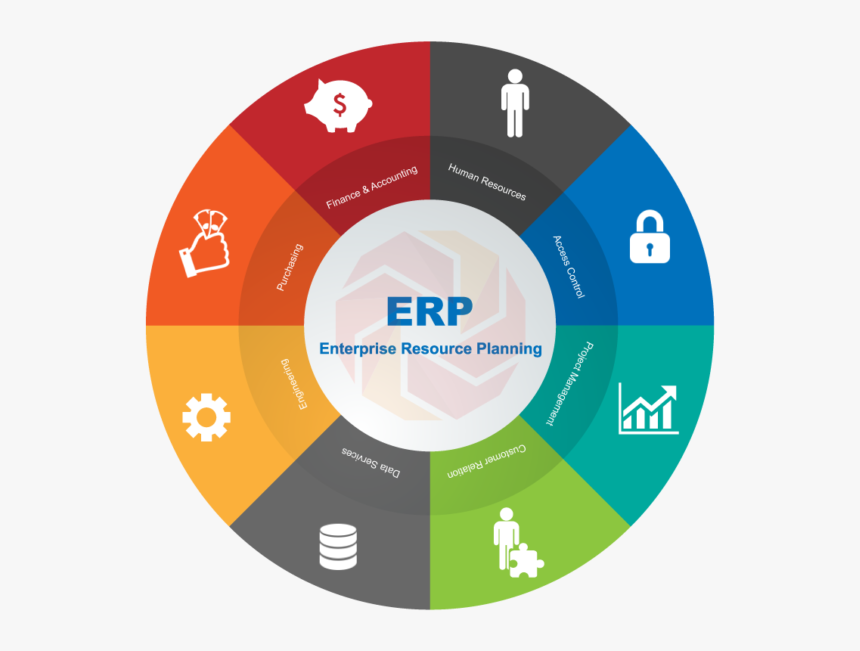 ERP
Enterprise Resource Planning
Human Resources
Access Control
Project Management
Customer Relation
Data Services
Engineering
Purchasing
Finance & Accounting
$